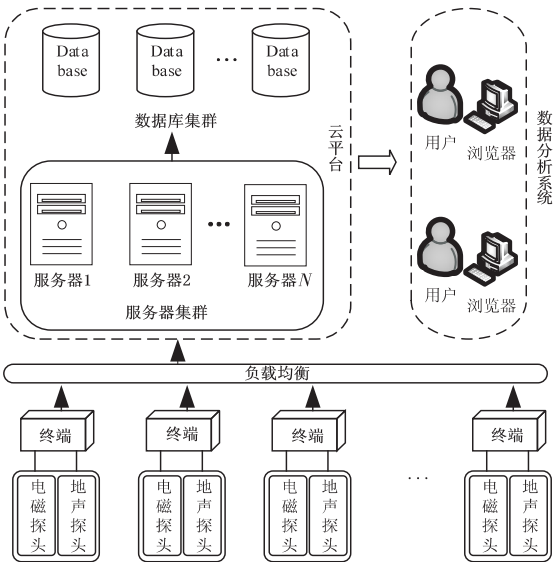 Data base
Data base
…
Data base
数据库集群
云平台
服务器1
服务器2
…
服务器N
服务器集群
用户
浏览器
用户
浏览器
数据分析系统
负载均衡
终端
终端
终端
终端
电磁探头
地声探头
电磁探头
地声探头
电磁探头
地声探头
…
电磁探头
地声探头